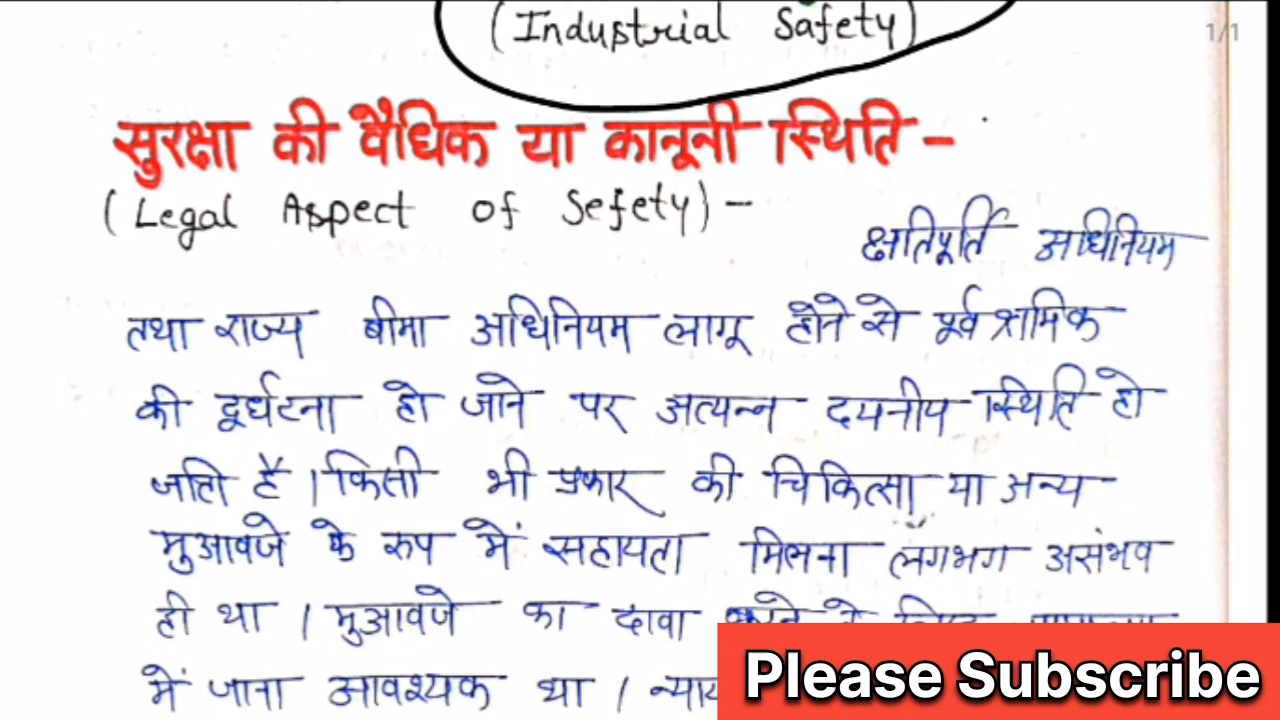 (Industrial Safety)
1/1
सुरक्षा की वैधिक या कानूनी स्थिति -
(Legal Aspect of Sefety) -
क्षतिपूर्ति अधिनियम
तथा राज्य बीमा अधिनियम लागू होने से पूर्व श्रमिक
की दूर्घटना हो जाने पर अत्यन्न दयनीय स्थिति हो
जाती है । किसी भी प्रकार की चिकित्सा या अन्य
मुआवजे के रुप में सहायता मिलना लगभग असंभव
ही था । मुआवजे का दावा करने के लिए
में जाना आवश्यक था ।
Please Subscribe